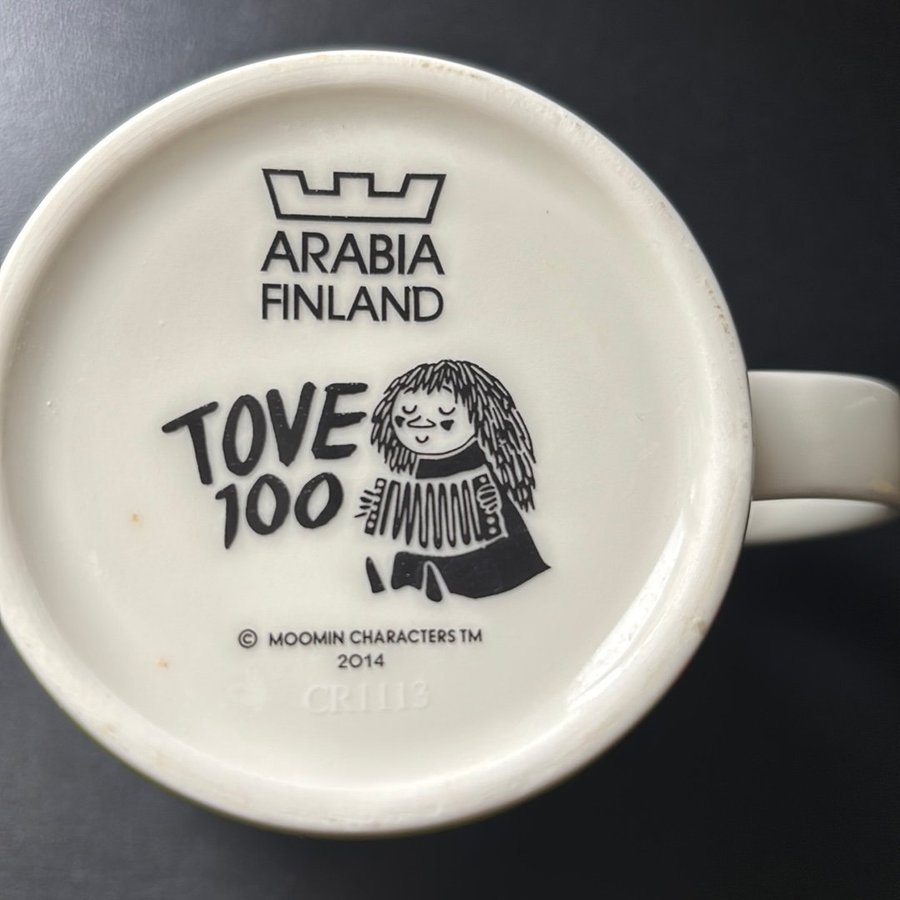 ARABIA
FINLAND
TOVE
100
© MOOMIN CHARACTERS TM
2014
CR1113